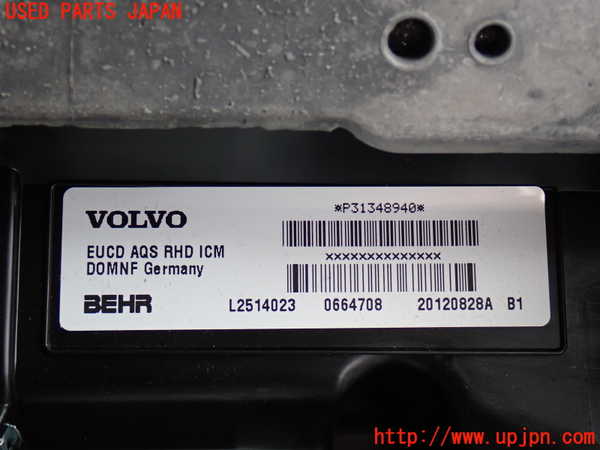 USED PARTS JAPAN
*P31348940*
VOLVO
EUCD AQS RHD ICM
DOMNF Germany
××××××××××××××
BEHR
L2514023 0664708 20120828A B1
http://www.upjpn.com/